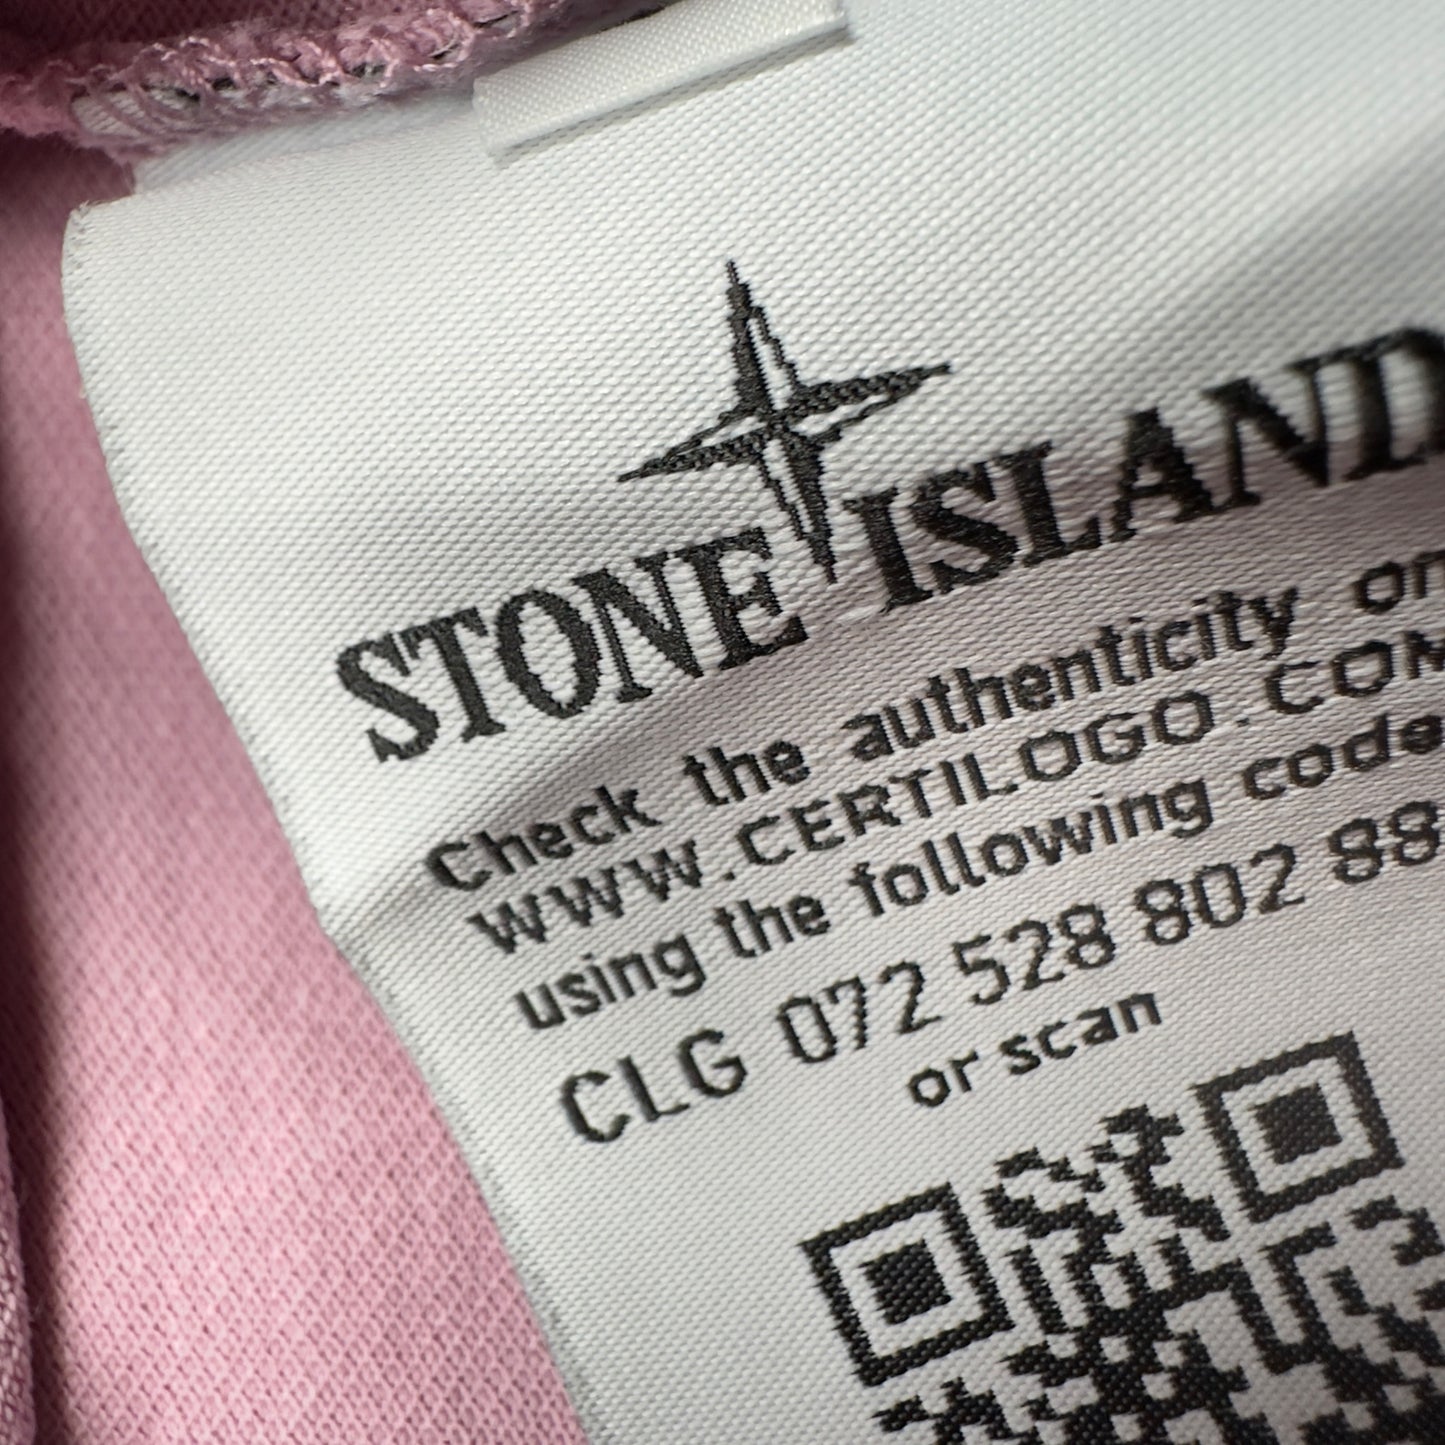 STONE ISLAND
Check the authenticity on
WWW.CERTILOGO.COM
using the following code
CLG 072 528 802 88
or scan